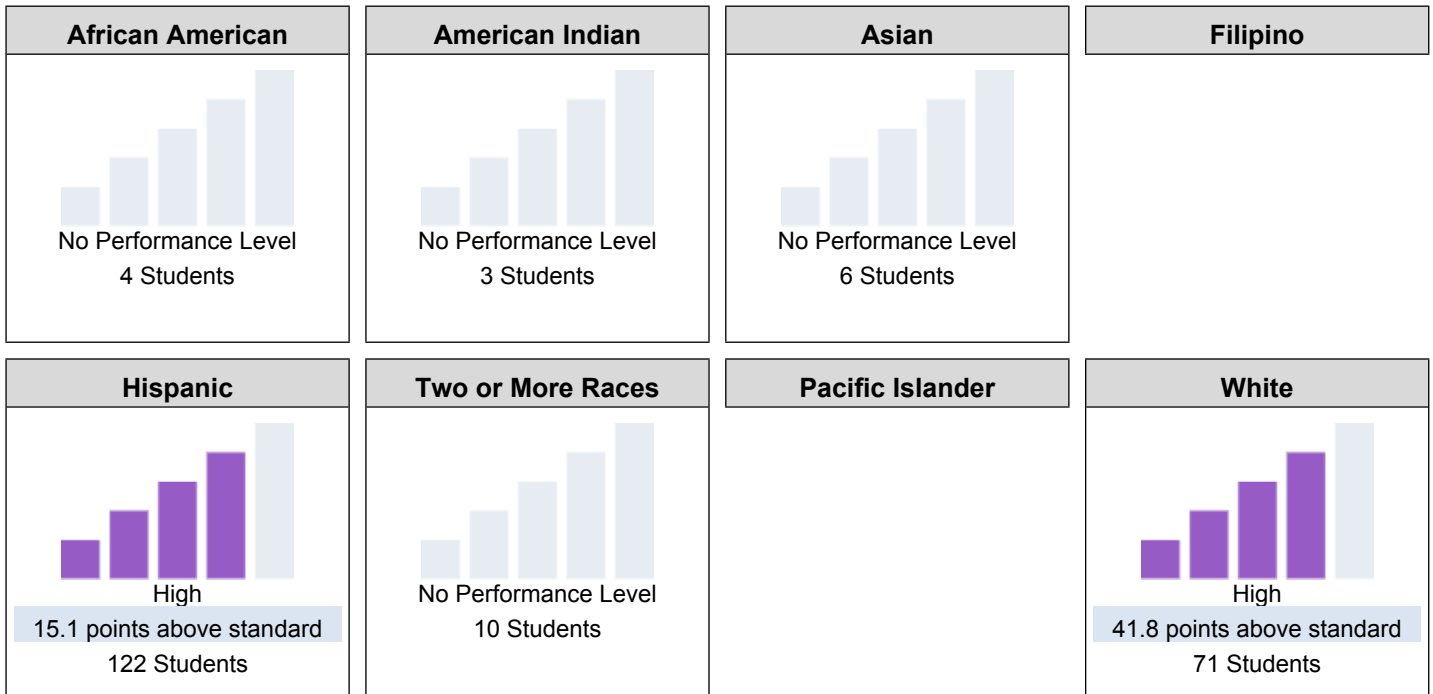 African American
No Performance Level
4 Students
American Indian
No Performance Level
3 Students
Asian
No Performance Level
6 Students
Filipino
Hispanic
High
15.1 points above standard
122 Students
Two or More Races
No Performance Level
10 Students
Pacific Islander
White
High
41.8 points above standard
71 Students